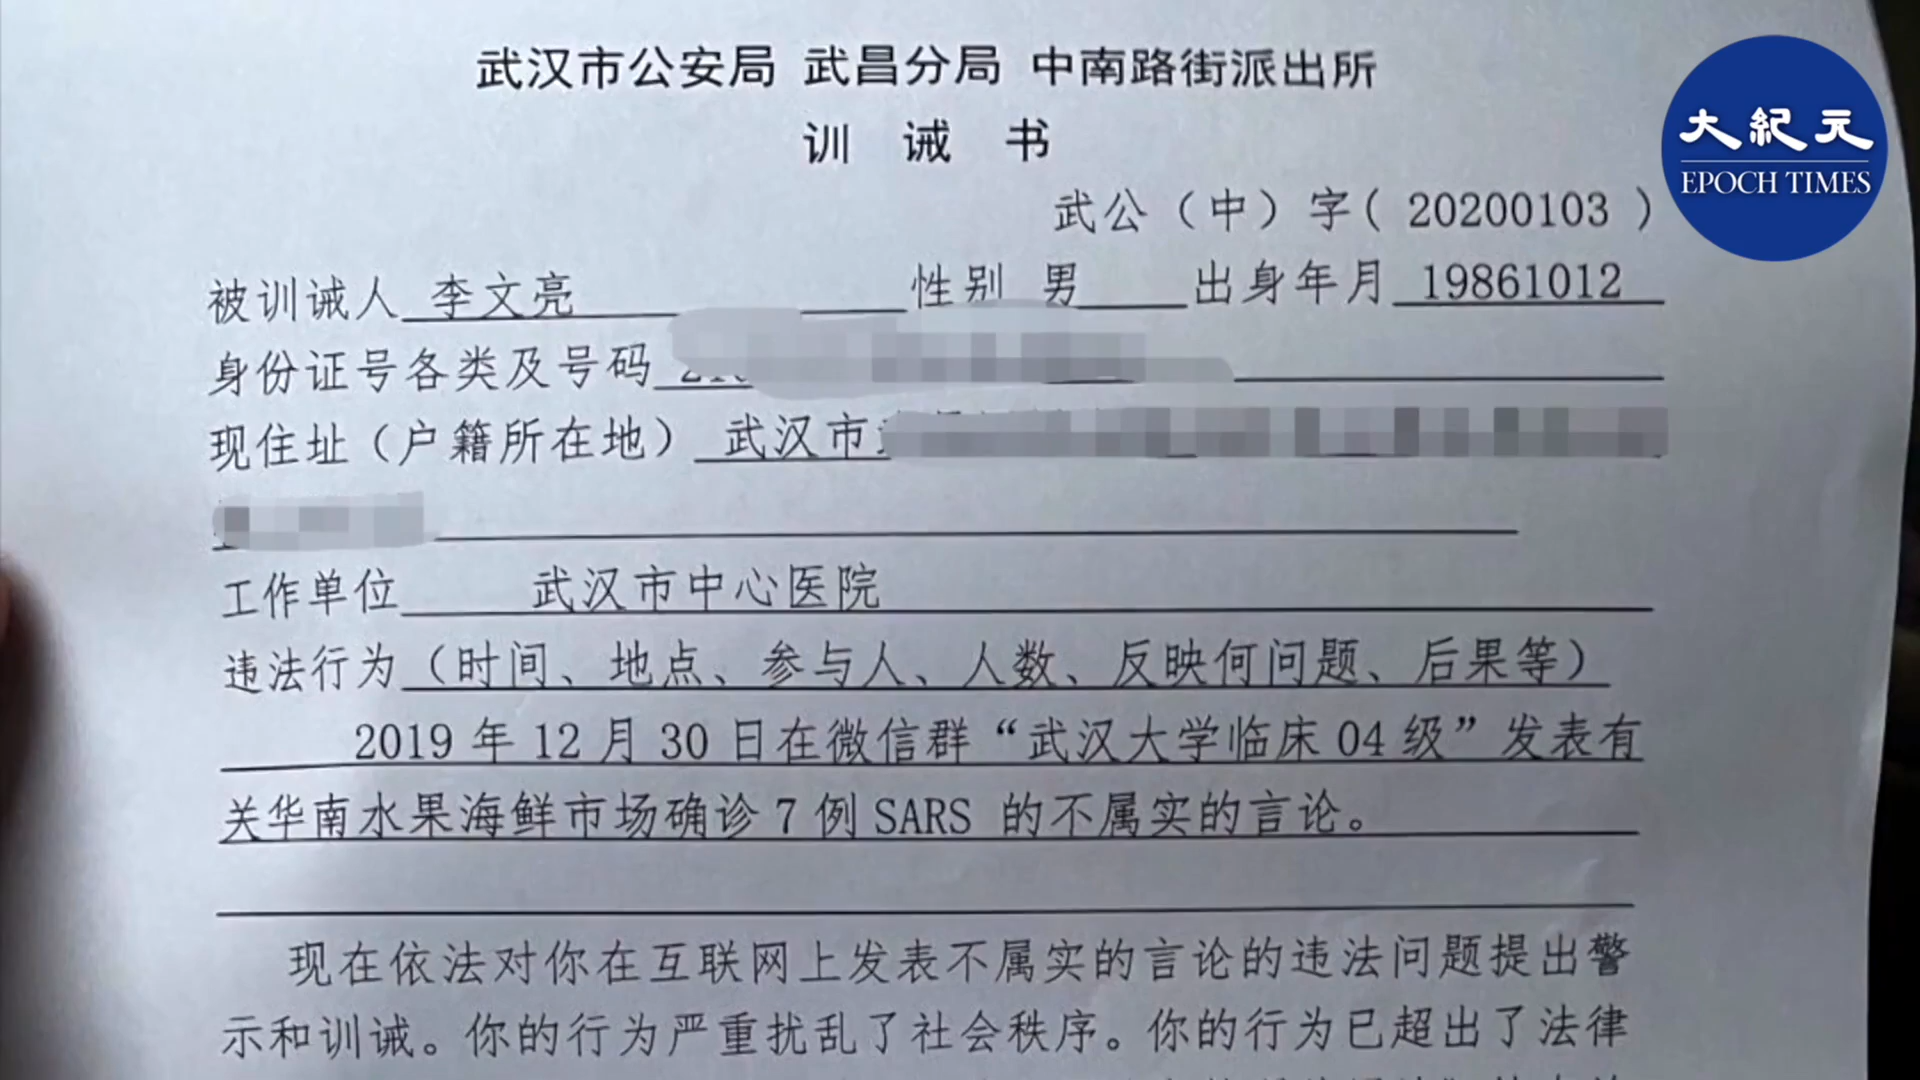 武汉市公安局 武昌分局 中南路街派出所
训 诫 书
大紀元
EPOCH TIMES
武公（中）字( 20200103 )
被训诫人 李文亮 性别 男 出身年月 19861012
身份证号各类及号码
现住址（户籍所在地） 武汉市
工作单位 武汉市中心医院
违法行为（时间、地点、参与人、人数、反映何问题、后果等）
2019 年 12 月 30 日在微信群“武汉大学临床 04 级”发表有
关华南水果海鲜市场确诊 7 例 SARS 的不属实的言论。
现在依法对你在互联网上发表不属实的言论的违法问题提出警
示和训诫。你的行为严重扰乱了社会秩序。你的行为已超出了法律